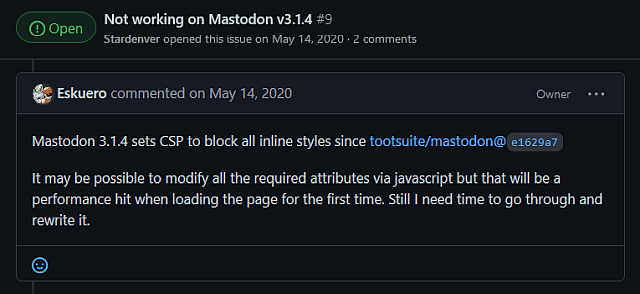 Open
Not working on Mastodon v3.1.4 #9
Stardenver opened this issue on May 14, 2020 · 2 comments
Eskuero commented on May 14, 2020
Owner
Mastodon 3.1.4 sets CSP to block all inline styles since tootsuite/mastodon@e1629a7
It may be possible to modify all the required attributes via javascript but that will be a
performance hit when loading the page for the first time. Still I need time to go through and
rewrite it.